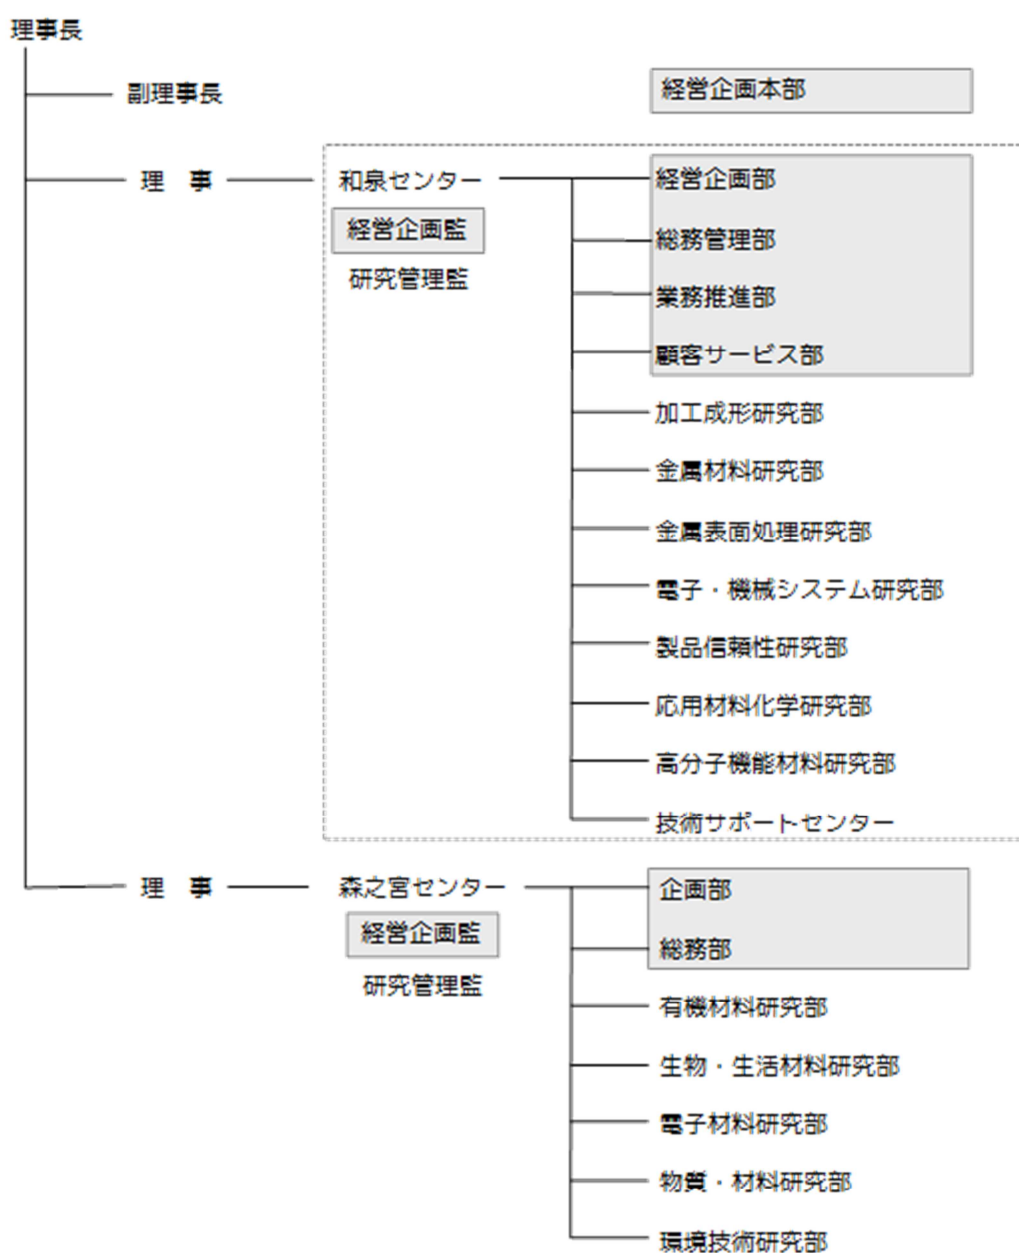 理事長
副理事長
経営企画本部
理　事
和泉センター
経営企画監
研究管理監
経営企画部
総務管理部
業務推進部
顧客サービス部
加工成形研究部
金属材料研究部
金属表面処理研究部
電子・機械システム研究部
製品信頼性研究部
応用材料化学研究部
高分子機能材料研究部
技術サポートセンター
理　事
森之宮センター
経営企画監
研究管理監
企画部
総務部
有機材料研究部
生物・生活材料研究部
電子材料研究部
物質・材料研究部
環境技術研究部